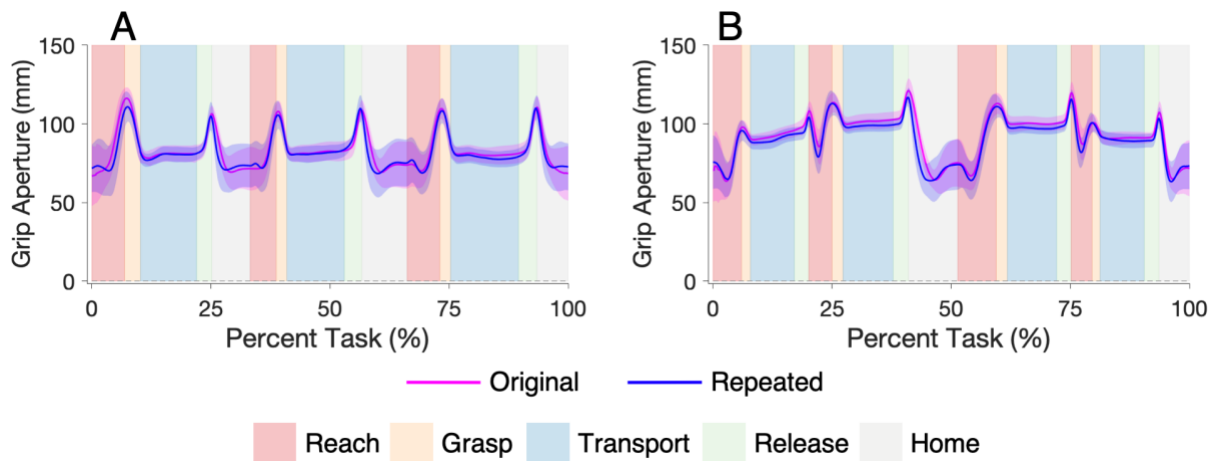 A
B
150
100
50
0
Grip Aperture (mm)
0 25 50 75 100
Percent Task (%)
150
100
50
0
Grip Aperture (mm)
0 25 50 75 100
Percent Task (%)
Original Repeated
Reach Grasp Transport Release Home